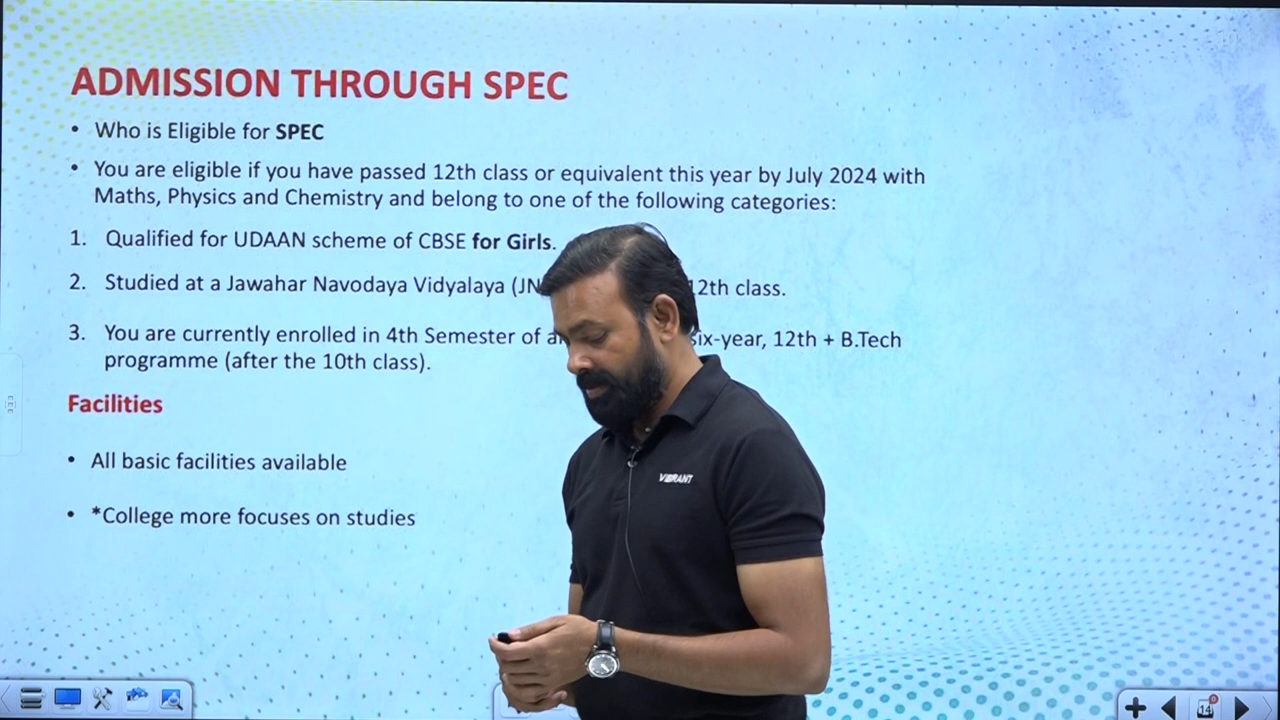 ADMISSION THROUGH SPEC
• Who is Eligible for SPEC
• You are eligible if you have passed 12th class or equivalent this year by July 2024 with
Maths, Physics and Chemistry and belong to one of the following categories:
1. Qualified for UDAAN scheme of CBSE for Girls.
2. Studied at a Jawahar Navodaya Vidyalaya (JN 12th class.
3. You are currently enrolled in 4th Semester of six-year, 12th + B.Tech
programme (after the 10th class).
Facilities
• All basic facilities available
• *College more focuses on studies
VIBRANT
14